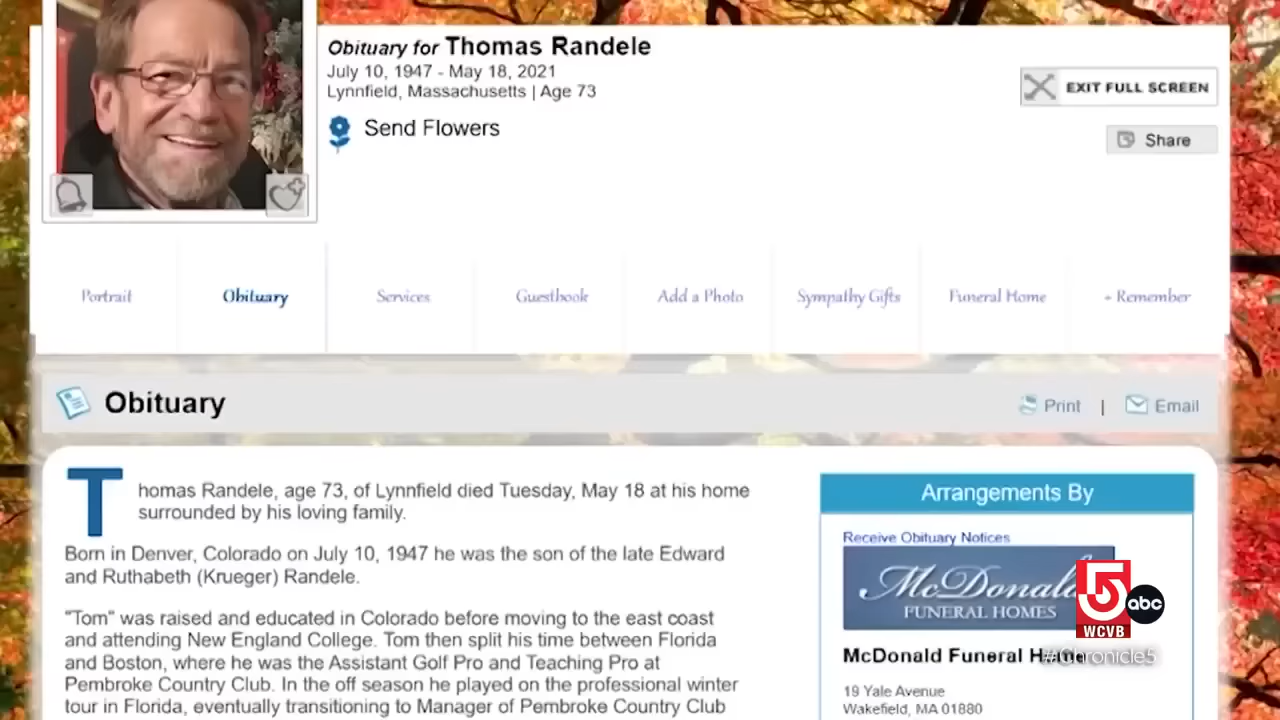 Obituary for Thomas Randele
July 10, 1947 - May 18, 2021
Lynnfield, Massachusetts | Age 73
Send Flowers
EXIT FULL SCREEN
Share
Portrait
Obituary
Services
Guestbook
Add a Photo
Sympathy Gifts
Funeral Home
+ Remember
Obituary
Print | Email
Thomas Randele, age 73, of Lynnfield died Tuesday, May 18 at his home
surrounded by his loving family.
Born in Denver, Colorado on July 10, 1947 he was the son of the late Edward
and Ruthabeth (Krueger) Randele.
"Tom" was raised and educated in Colorado before moving to the east coast
and attending New England College. Tom then split his time between Florida
and Boston, where he was the Assistant Golf Pro and Teaching Pro at
Pembroke Country Club. In the off season he played on the professional winter
tour in Florida, eventually transitioning to Manager of Pembroke Country Club
Arrangements By
Receive Obituary Notices
McDonald
FUNERAL HOMES
McDonald Funeral Home
19 Yale Avenue
Wakefield, MA 01880
5
abc
WCVB
#Chronicle5